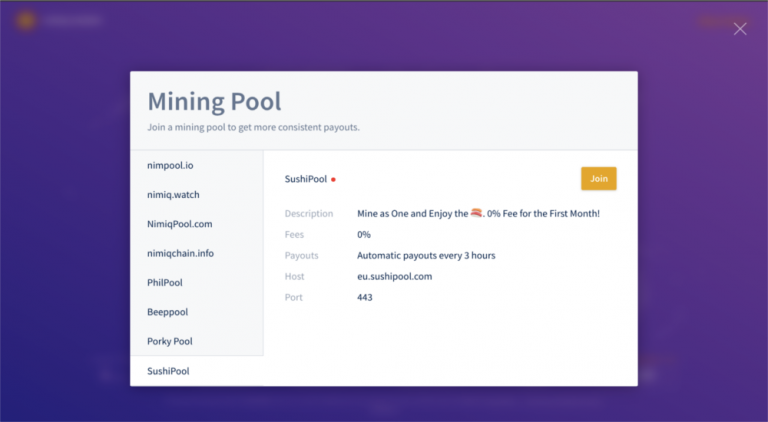 Mining Pool
Join a mining pool to get more consistent payouts.
nimpool.io
nimiq.watch
NimiqPool.com
nimiqchain.info
PhilPool
Beeppool
Porky Pool
SushiPool
SushiPool
Join
Description Mine as One and Enjoy the 🍣. 0% Fee for the First Month!
Fees 0%
Payouts Automatic payouts every 3 hours
Host eu.sushipool.com
Port 443